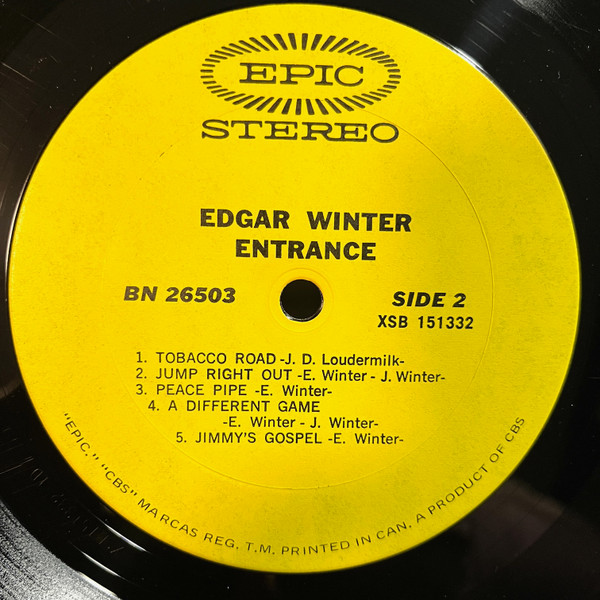 EPIC
STEREO
EDGAR WINTER
ENTRANCE
BN 26503
SIDE 2
XSB 151332
1. TOBACCO ROAD -J. D. Loudermilk-
2. JUMP RIGHT OUT -E. Winter - J. Winter-
3. PEACE PIPE -E. Winter-
4. A DIFFERENT GAME
-E. Winter - J. Winter-
5. JIMMY'S GOSPEL -E. Winter-
"EPIC," "CBS" MARCAS REG. T.M. PRINTED IN CAN. A PRODUCT OF CBS